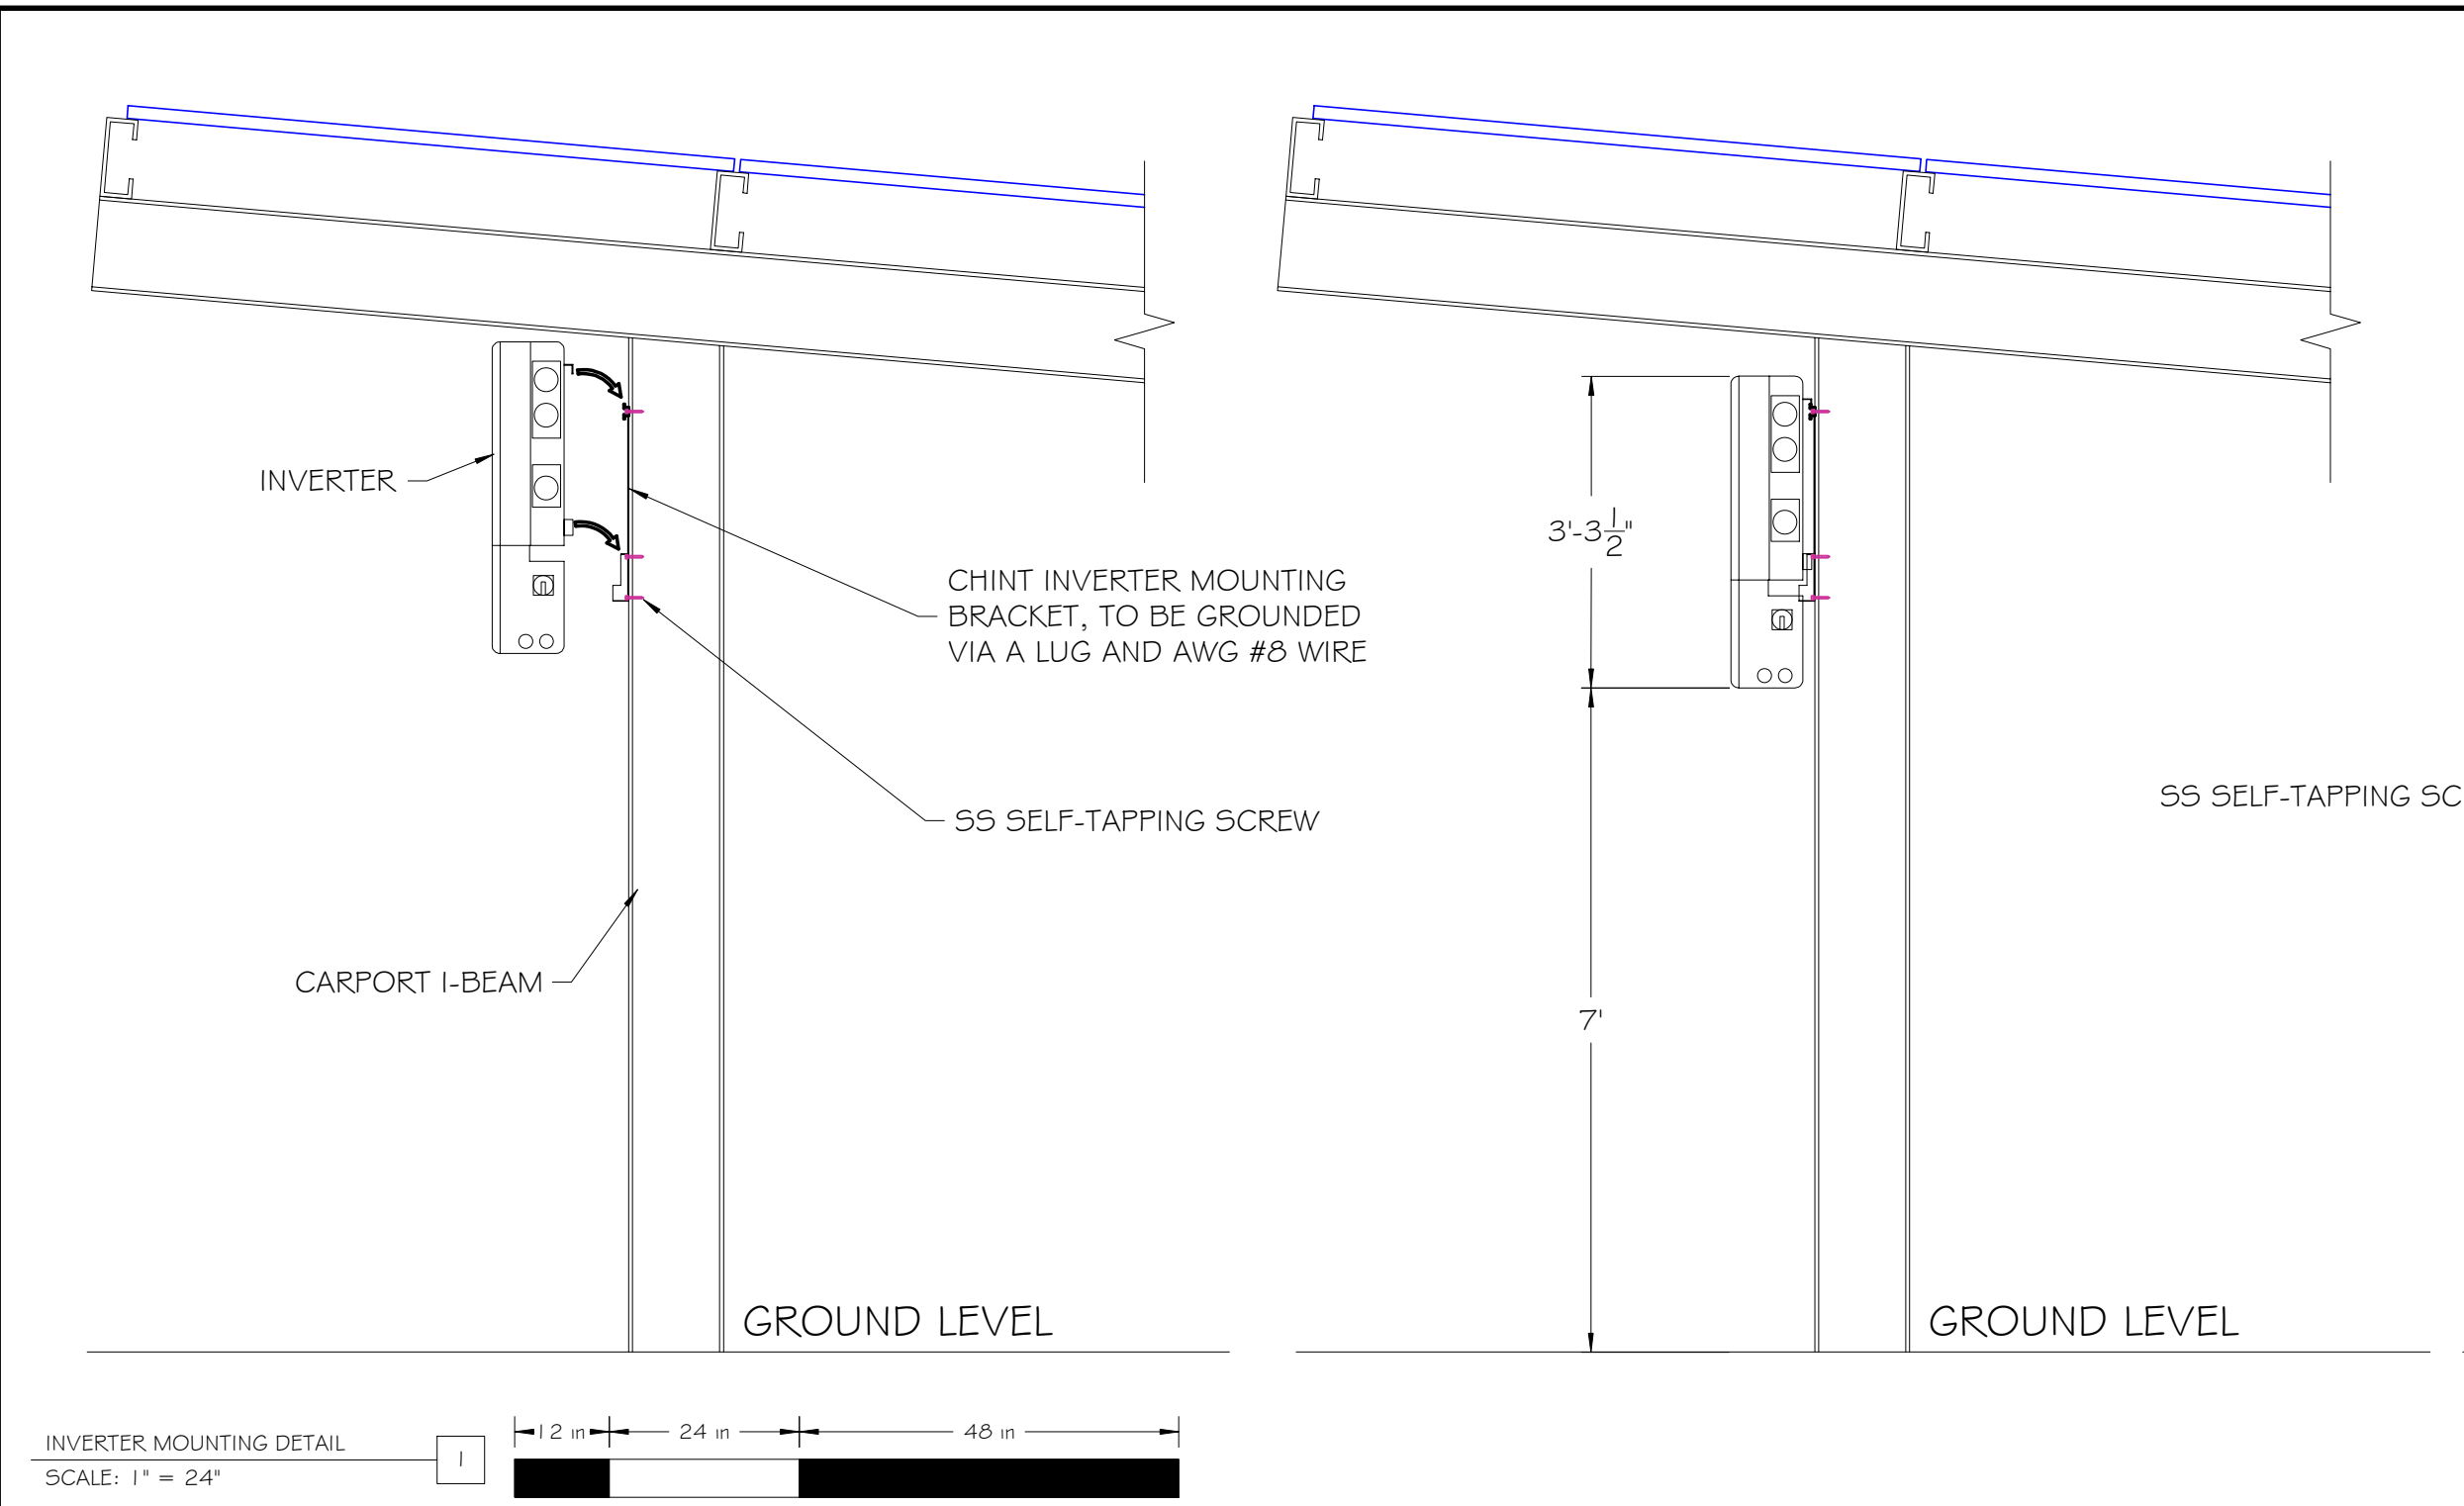 INVERTER
CHINT INVERTER MOUNTING
BRACKET, TO BE GROUNDED
VIA A LUG AND AWG #8 WIRE
SS SELF-TAPPING SCREW
CARPORT I-BEAM
GROUND LEVEL
3'-3 1/2"
7'
SS SELF-TAPPING SC
GROUND LEVEL
INVERTER MOUNTING DETAIL
SCALE: 1" = 24"
1
12 in
24 in
48 in